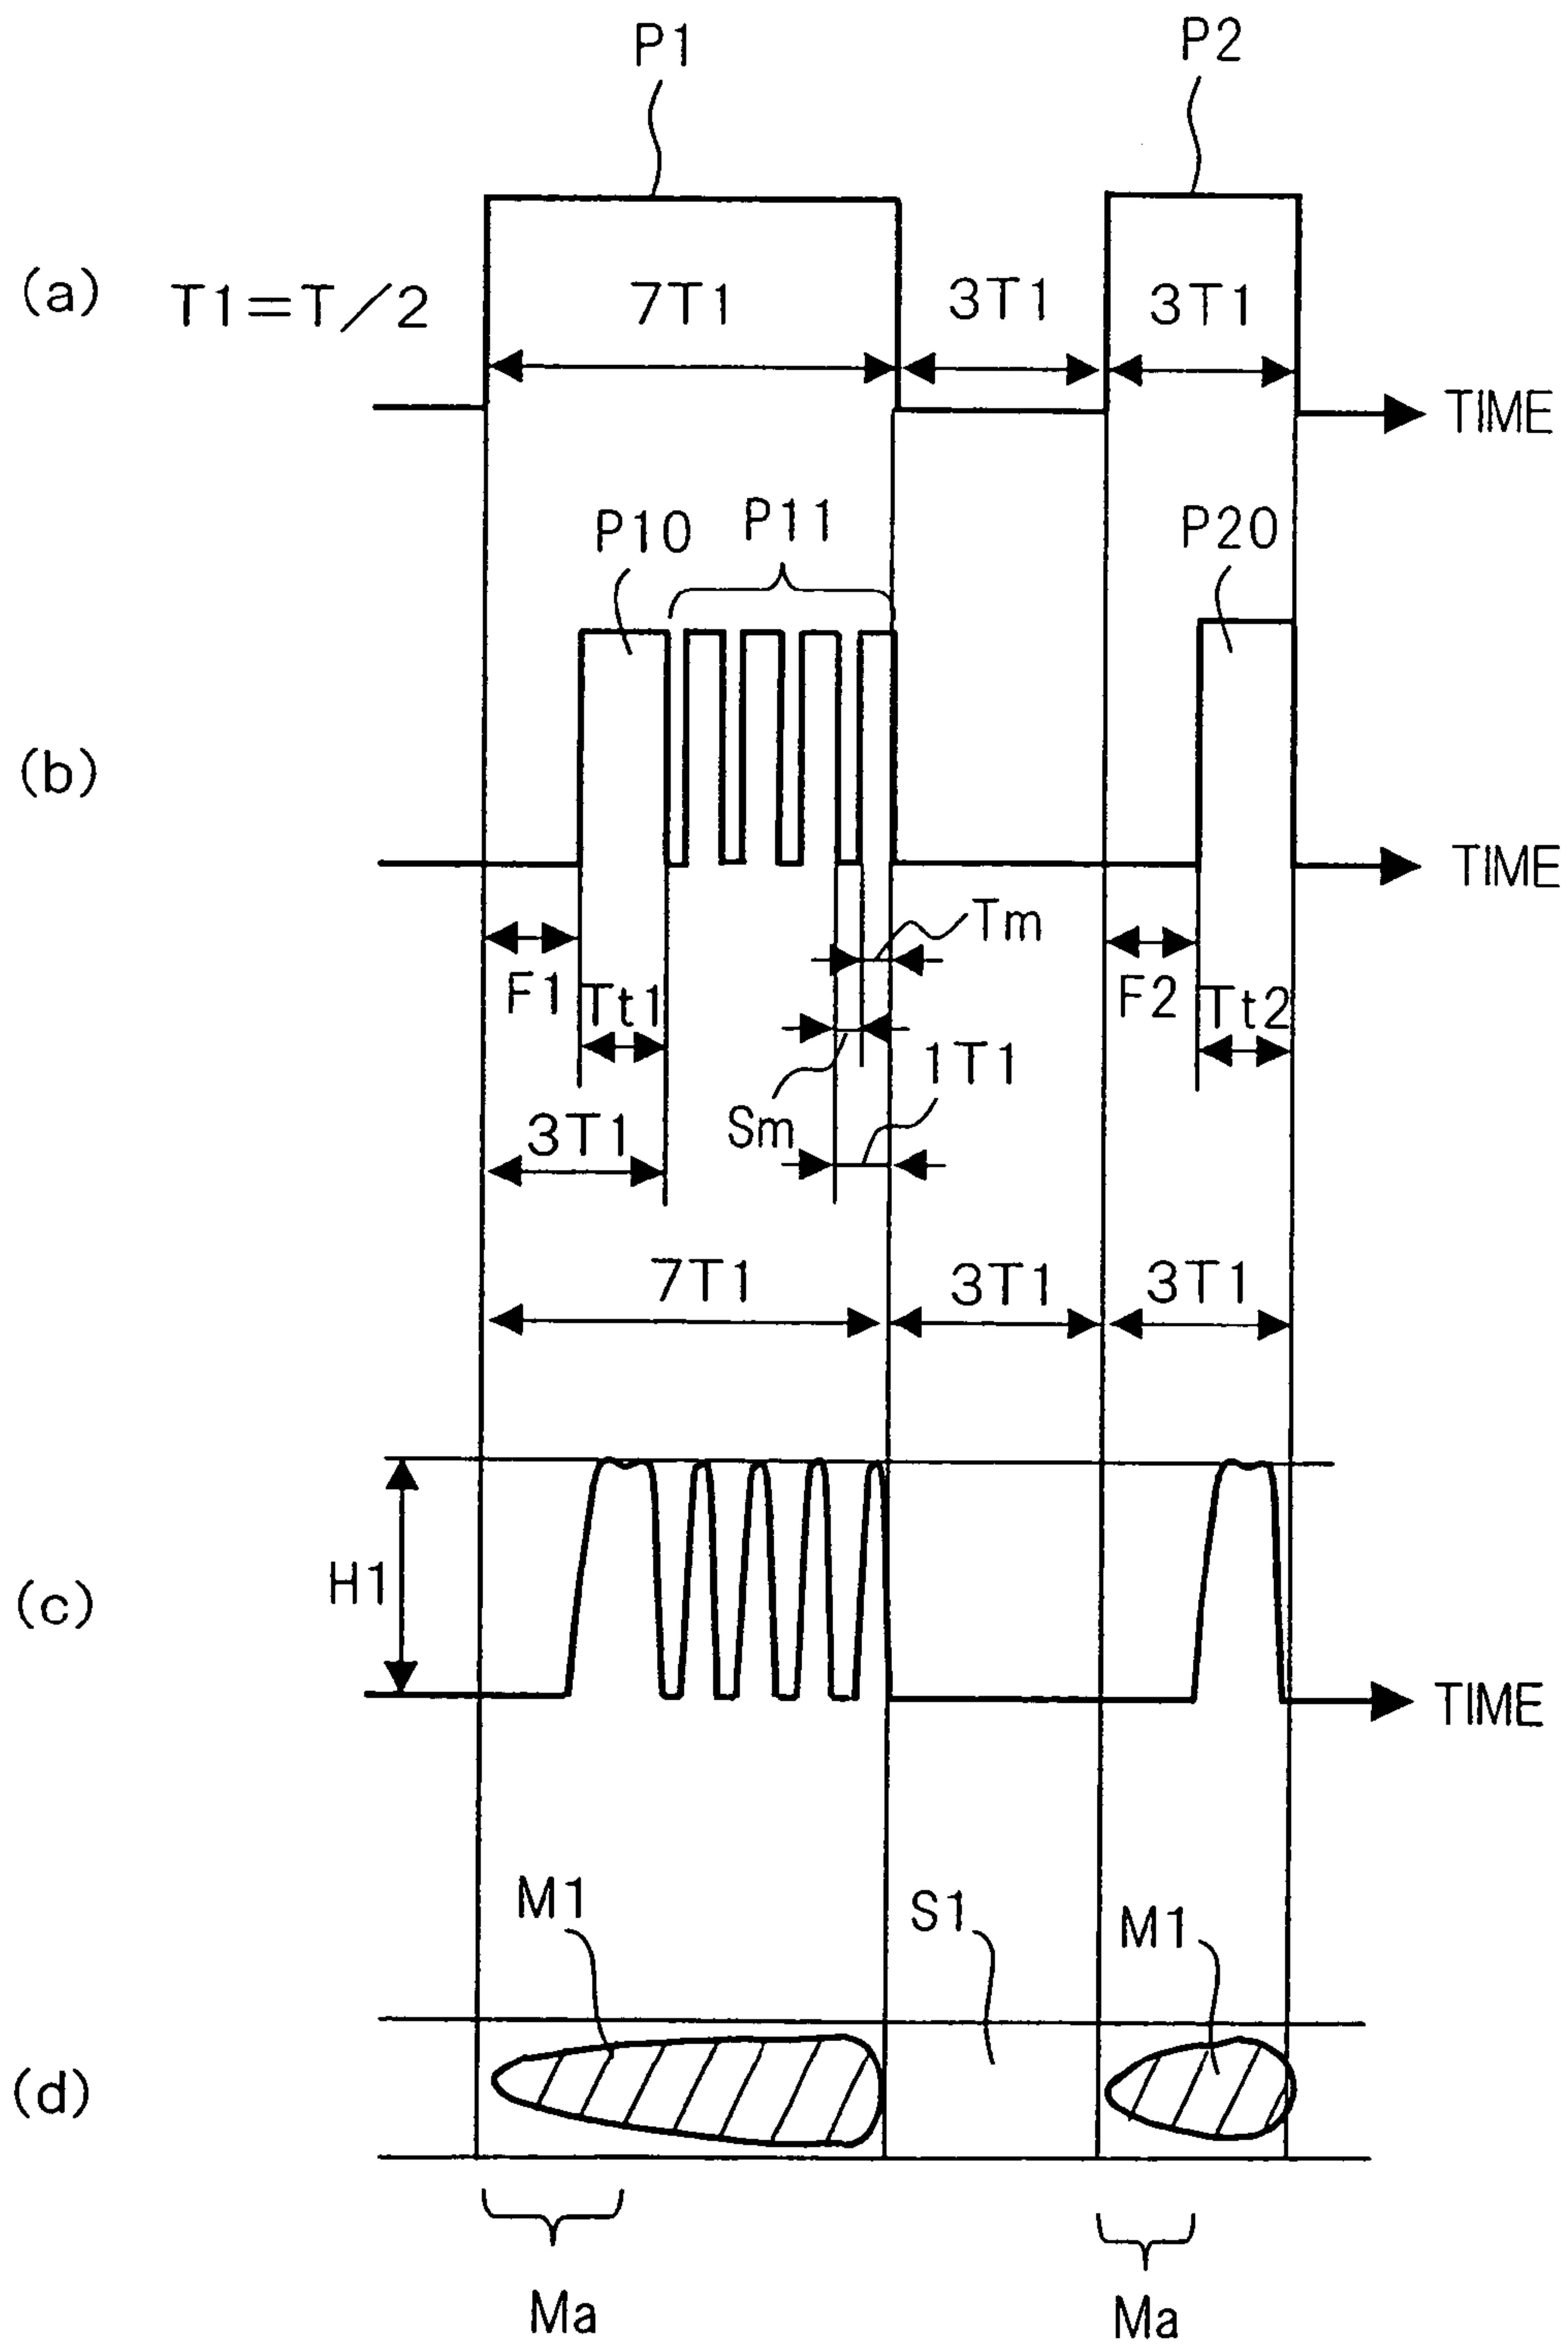 P1
P2
(a)
T1=T/2
7T1
3T1
3T1
TIME
P10
P11
P20
(b)
TIME
F1
Tt1
Tm
F2
Tt2
Sm
1T1
3T1
7T1
3T1
3T1
(c)
H1
TIME
M1
S1
M1
(d)
Ma
Ma